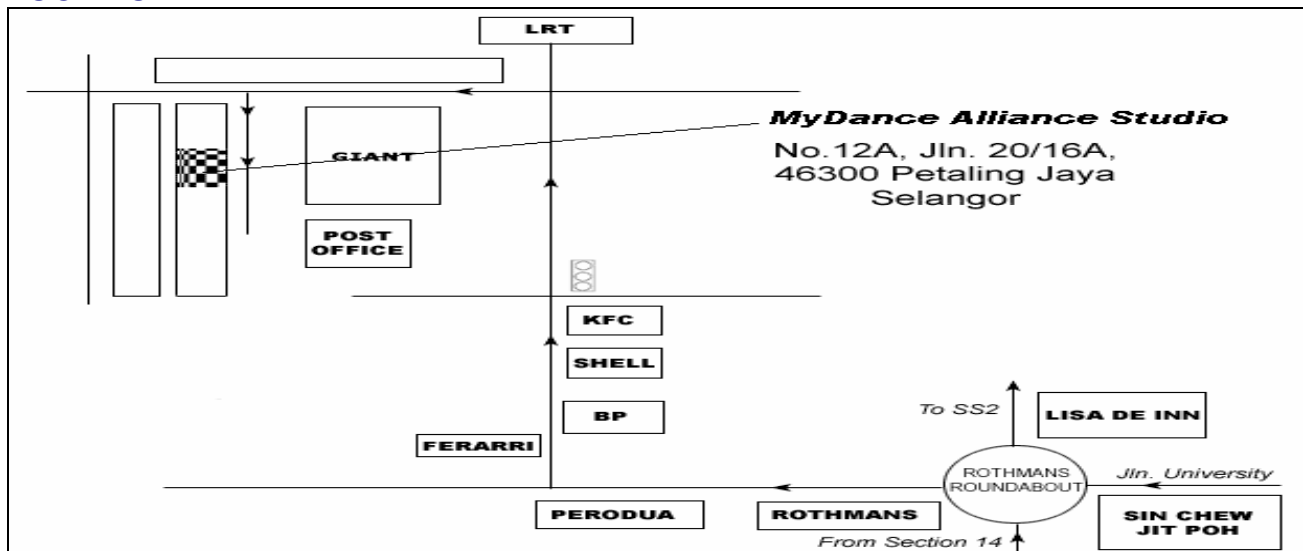 LRT
MyDance Alliance Studio
No.12A, Jln. 20/16A,
46300 Petaling Jaya
Selangor
GIANT
POST
OFFICE
KFC
SHELL
BP
FERARRI
To SS2
LISA DE INN
ROTHMANS
ROUNDABOUT
Jln. University
PERODUA
ROTHMANS
SIN CHEW
JIT POH
From Section 14